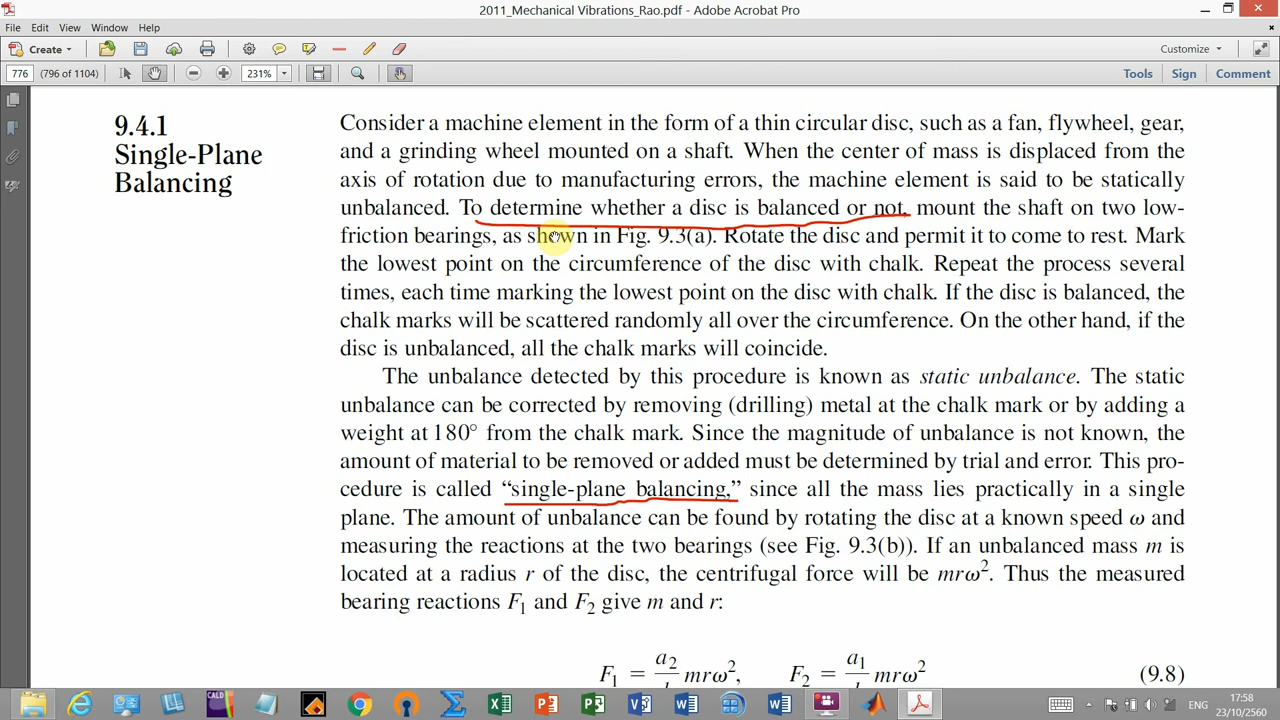 2011_Mechanical Vibrations_Rao.pdf - Adobe Acrobat Pro
File Edit View Window Help
Create
Customize
776 (796 of 1104) 231% Tools Sign Comment
9.4.1
Single-Plane
Balancing
Consider a machine element in the form of a thin circular disc, such as a fan, flywheel, gear,
and a grinding wheel mounted on a shaft. When the center of mass is displaced from the
axis of rotation due to manufacturing errors, the machine element is said to be statically
unbalanced. To determine whether a disc is balanced or not, mount the shaft on two low-
friction bearings, as shown in Fig. 9.3(a). Rotate the disc and permit it to come to rest. Mark
the lowest point on the circumference of the disc with chalk. Repeat the process several
times, each time marking the lowest point on the disc with chalk. If the disc is balanced, the
chalk marks will be scattered randomly all over the circumference. On the other hand, if the
disc is unbalanced, all the chalk marks will coincide.
The unbalance detected by this procedure is known as static unbalance. The static
unbalance can be corrected by removing (drilling) metal at the chalk mark or by adding a
weight at 180° from the chalk mark. Since the magnitude of unbalance is not known, the
amount of material to be removed or added must be determined by trial and error. This pro-
cedure is called “single-plane balancing,” since all the mass lies practically in a single
plane. The amount of unbalance can be found by rotating the disc at a known speed ω and
measuring the reactions at the two bearings (see Fig. 9.3(b)). If an unbalanced mass m is
located at a radius r of the disc, the centrifugal force will be mrω². Thus the measured
bearing reactions F₁ and F₂ give m and r:
F₁ = a₂ mrω², F₂ = a₁ mrω² (9.8)
CALD
ENG
17:58
23/10/2560